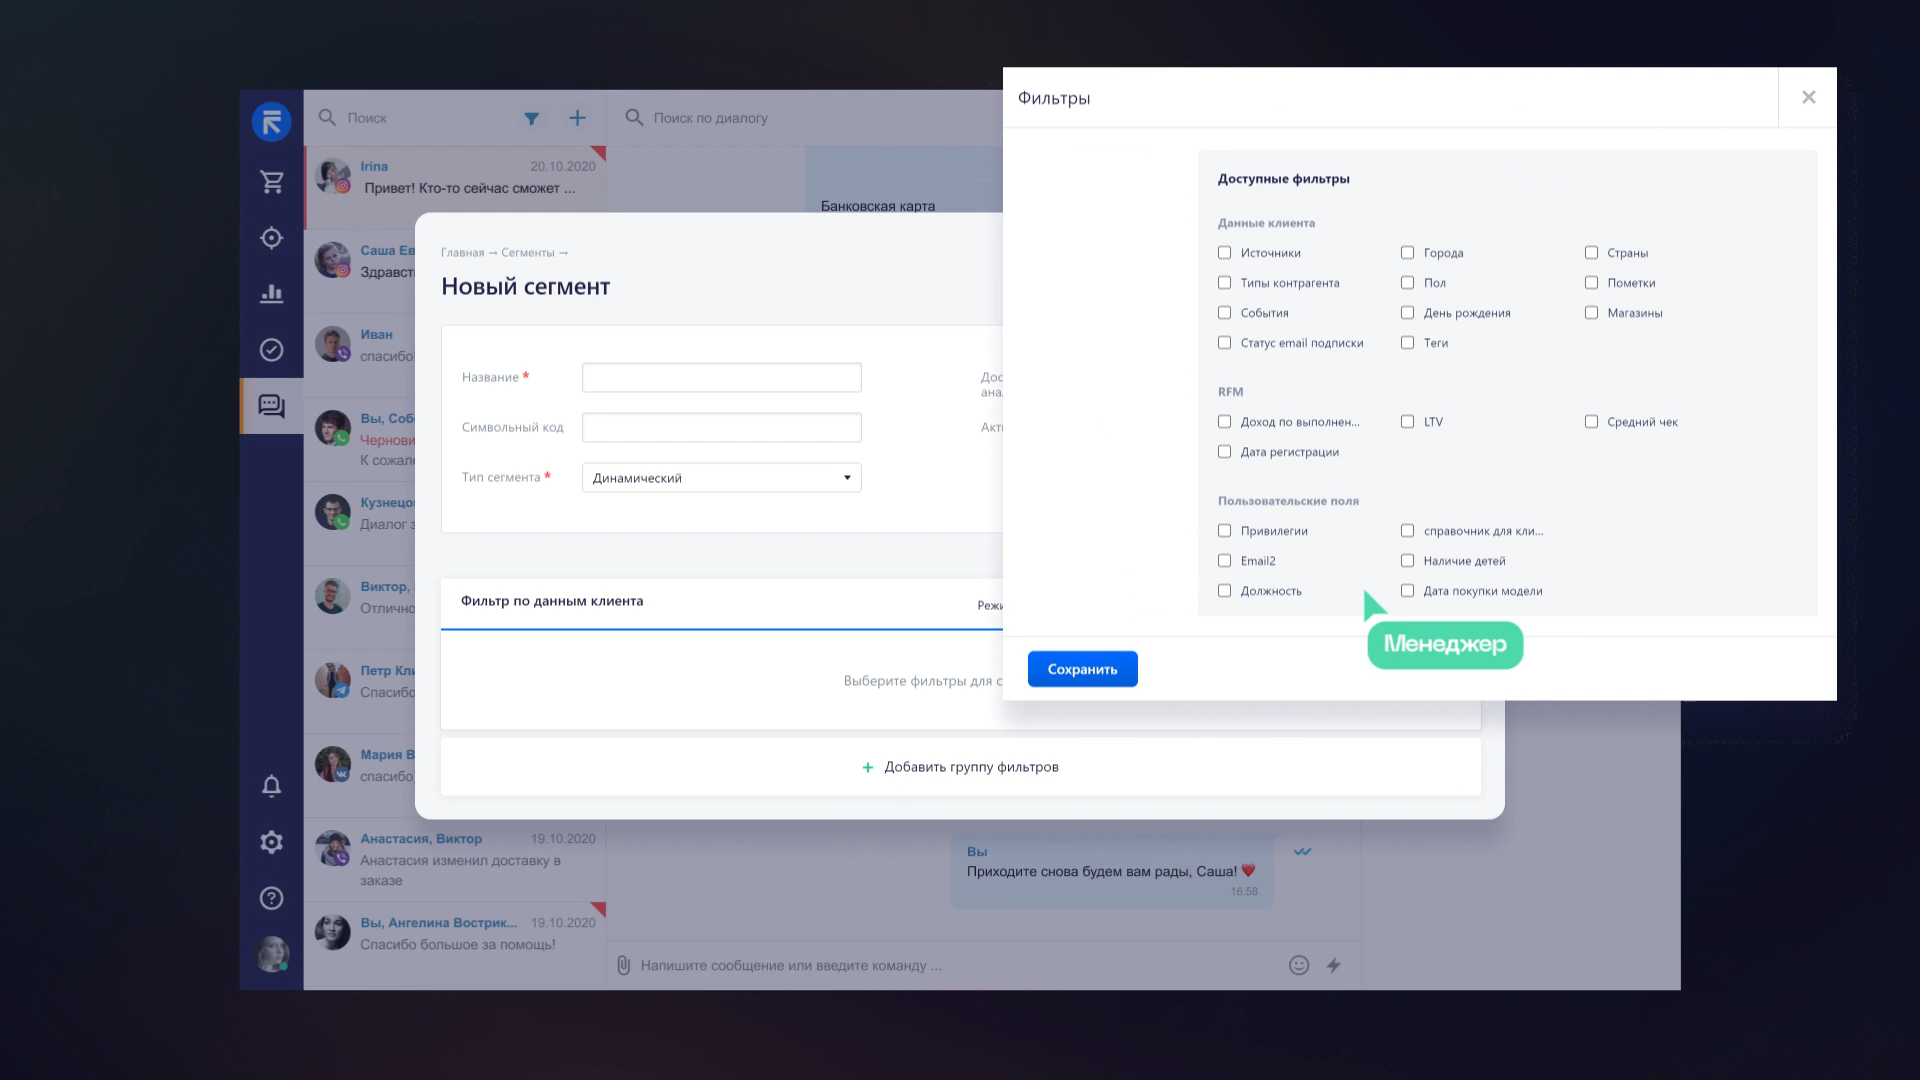 Поиск
Поиск по диалогу
Irina
20.10.2020
Привет! Кто-то сейчас сможет ...
Саша Ев
Здравст
Иван
спасибо
Вы, Соб
Чернови
К сожале
Кузнецо
Диалог з
Виктор,
Отлично
Петр Кли
Спасибо
Мария В
спасибо
Анастасия, Виктор
19.10.2020
Анастасия изменил доставку в
заказе
Вы, Ангелина Вострик...
19.10.2020
Спасибо большое за помощь!
Банковская карта
Главная → Сегменты →
Новый сегмент
Название *
Символьный код
Тип сегмента *
Динамический
Дос
ана
Акти
Фильтр по данным клиента
Режи
Выберите фильтры для с
+ Добавить группу фильтров
Вы
Приходите снова будем вам рады, Саша! ❤️
16:58
Напишите сообщение или введите команду ...
Фильтры
Доступные фильтры
Данные клиента
Источники
Города
Страны
Типы контрагента
Пол
Пометки
События
День рождения
Магазины
Статус email подписки
Теги
RFM
Доход по выполнен...
LTV
Средний чек
Дата регистрации
Пользовательские поля
Привилегии
справочник для кли...
Email2
Наличие детей
Должность
Дата покупки модели
Менеджер
Сохранить